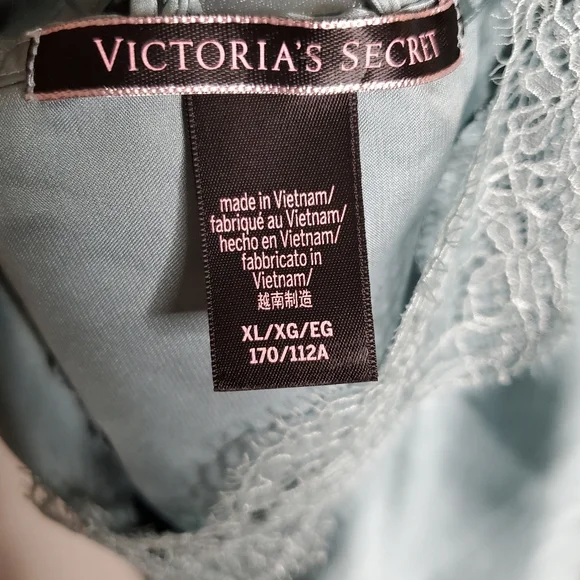 VICTORIA'S SECRET
made in Vietnam/
fabriqué au Vietnam/
hecho en Vietnam/
fabbricato in
Vietnam/
越南制造
XL/XG/EG
170/112A